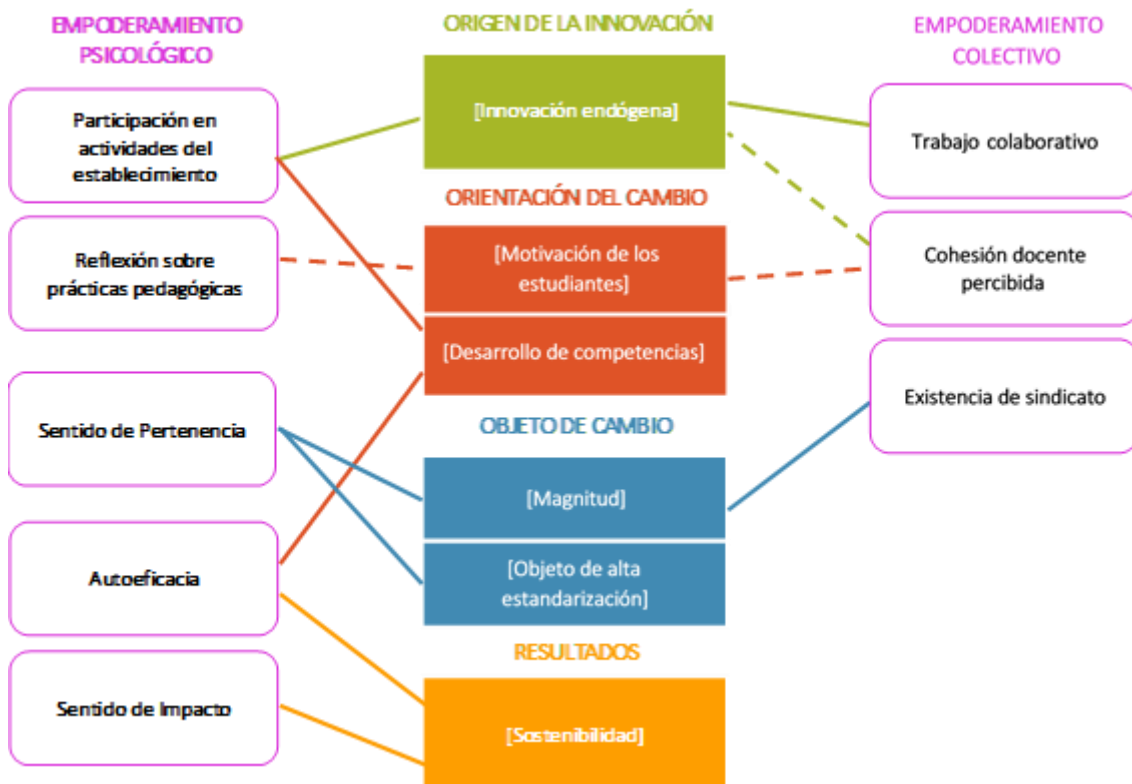 EMPODERAMIENTO
PSICOLÓGICO
Participación en
actividades del
establecimiento
Reflexión sobre
prácticas pedagógicas
Sentido de Pertenencia
Autoeficacia
Sentido de Impacto
ORIGEN DE LA INNOVACIÓN
[Innovación endógena]
ORIENTACIÓN DEL CAMBIO
[Motivación de los
estudiantes]
[Desarrollo de competencias]
OBJETO DE CAMBIO
[Magnitud]
[Objeto de alta
estandarización]
RESULTADOS
[Sostenibilidad]
EMPODERAMIENTO
COLECTIVO
Trabajo colaborativo
Cohesión docente
percibida
Existencia de sindicato